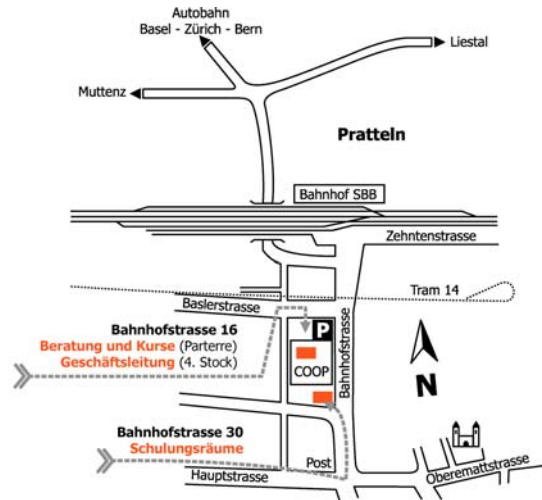 Autobahn
Basel - Zürich - Bern
Liestal
Muttenz
Pratteln
Bahnhof SBB
Zehntenstrasse
Tram 14
Baslerstrasse
Bahnhofstrasse 16
Beratung und Kurse (Parterre)
Geschäftsleitung (4. Stock)
P
COOP
Bahnhofstrasse
N
Bahnhofstrasse 30
Schulungsräume
Post
Hauptstrasse
Oberemattstrasse